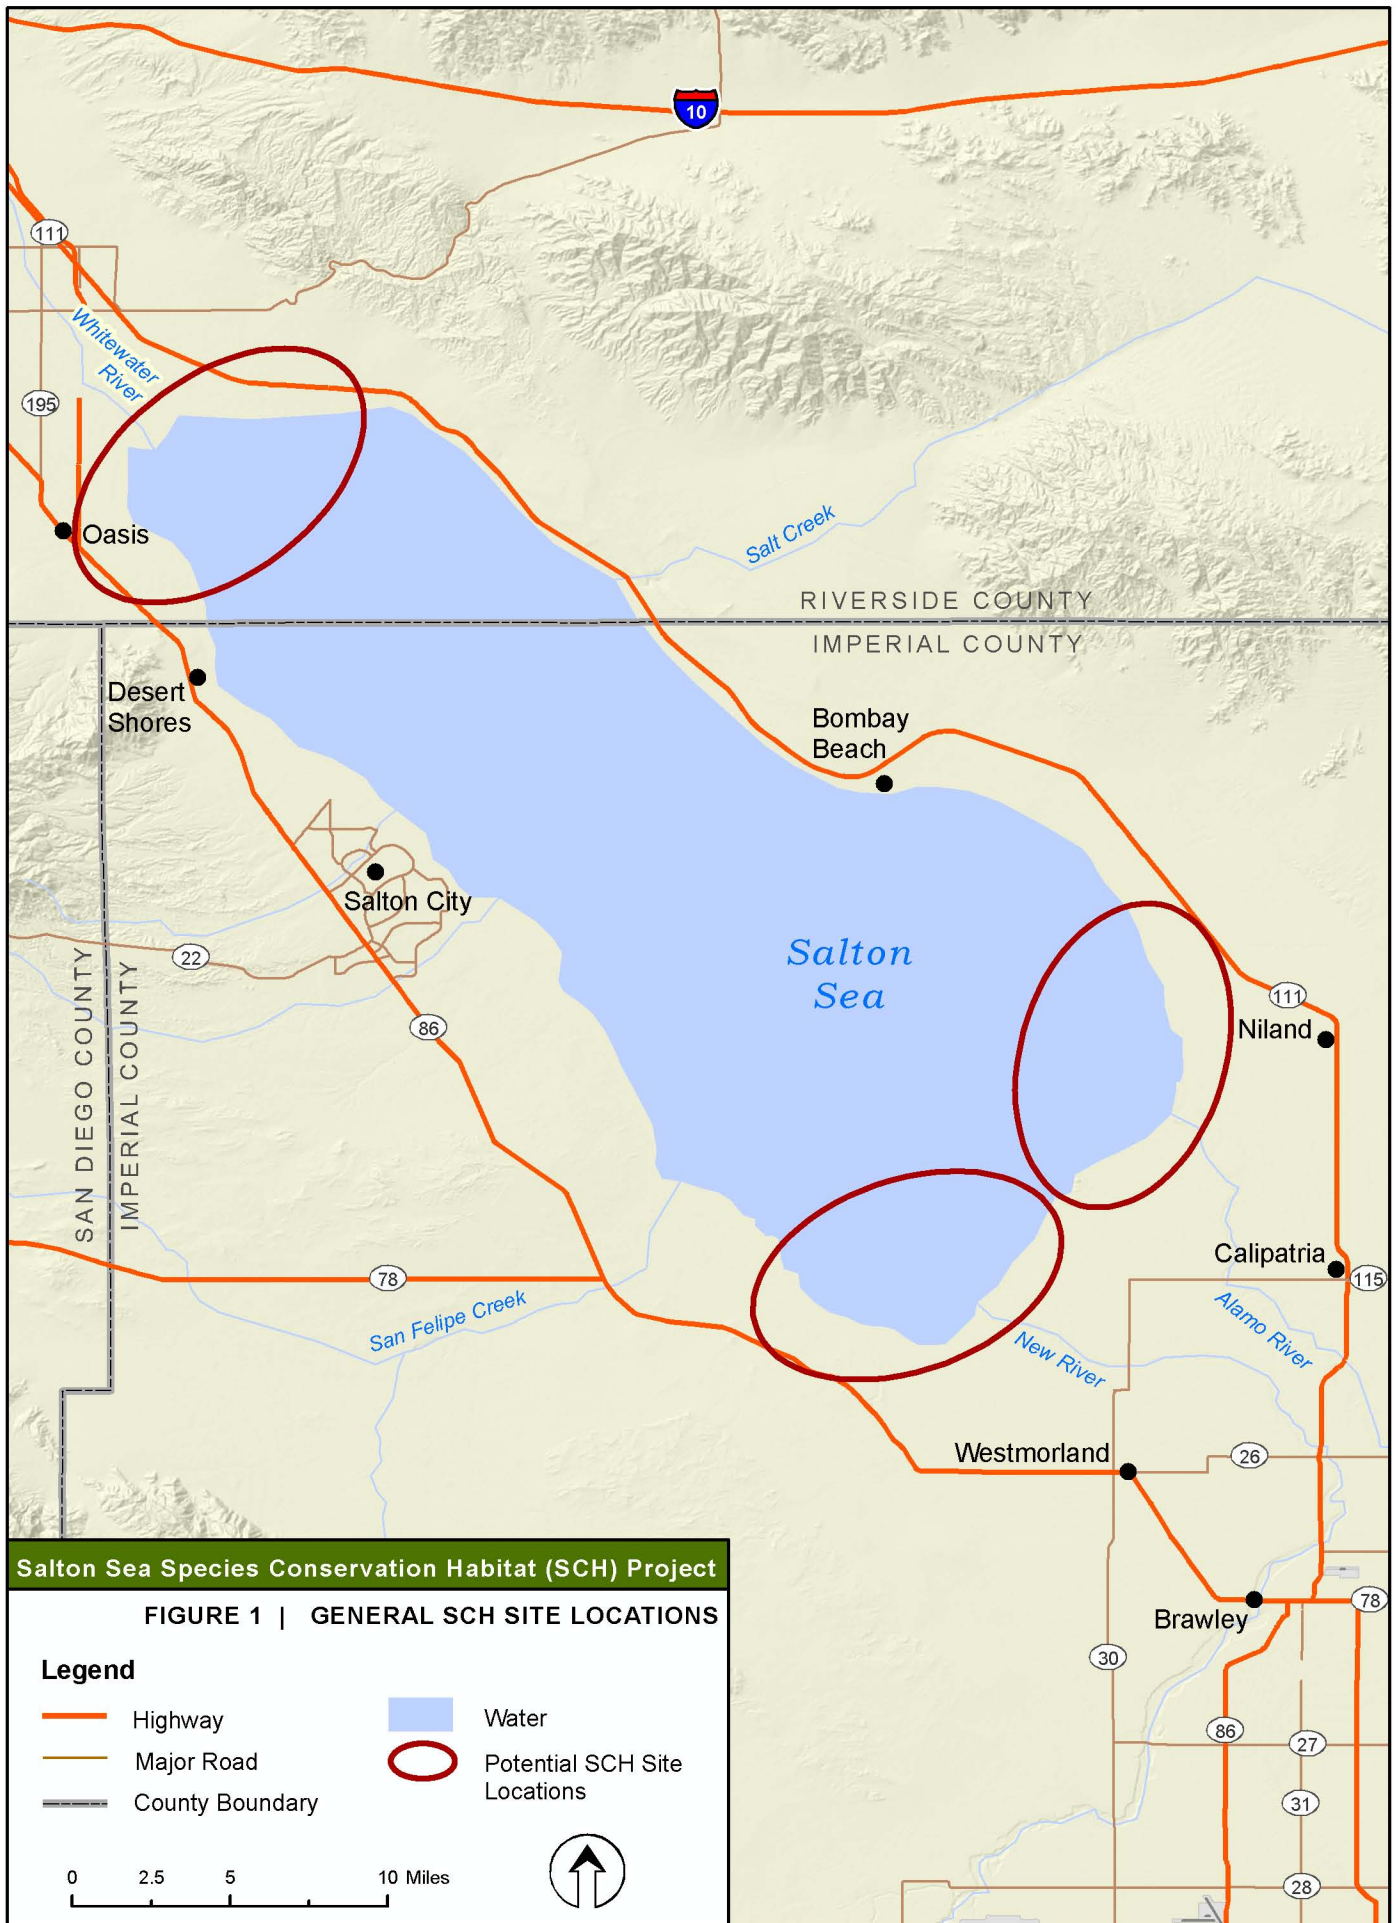 10
111
Whitewater
River
195
Oasis
Salt Creek
RIVERSIDE COUNTY
IMPERIAL COUNTY
Desert
Shores
Bombay
Beach
Salton City
Salton
Sea
22
SAN DIEGO COUNTY
IMPERIAL COUNTY
86
111
Niland
Calipatria
115
78
San Felipe Creek
New River
Alamo River
Westmorland
26
Brawley
78
30
86
27
31
28
Salton Sea Species Conservation Habitat (SCH) Project
FIGURE 1 | GENERAL SCH SITE LOCATIONS
Legend
Highway
Major Road
County Boundary
Water
Potential SCH Site
Locations
0 2.5 5 10 Miles